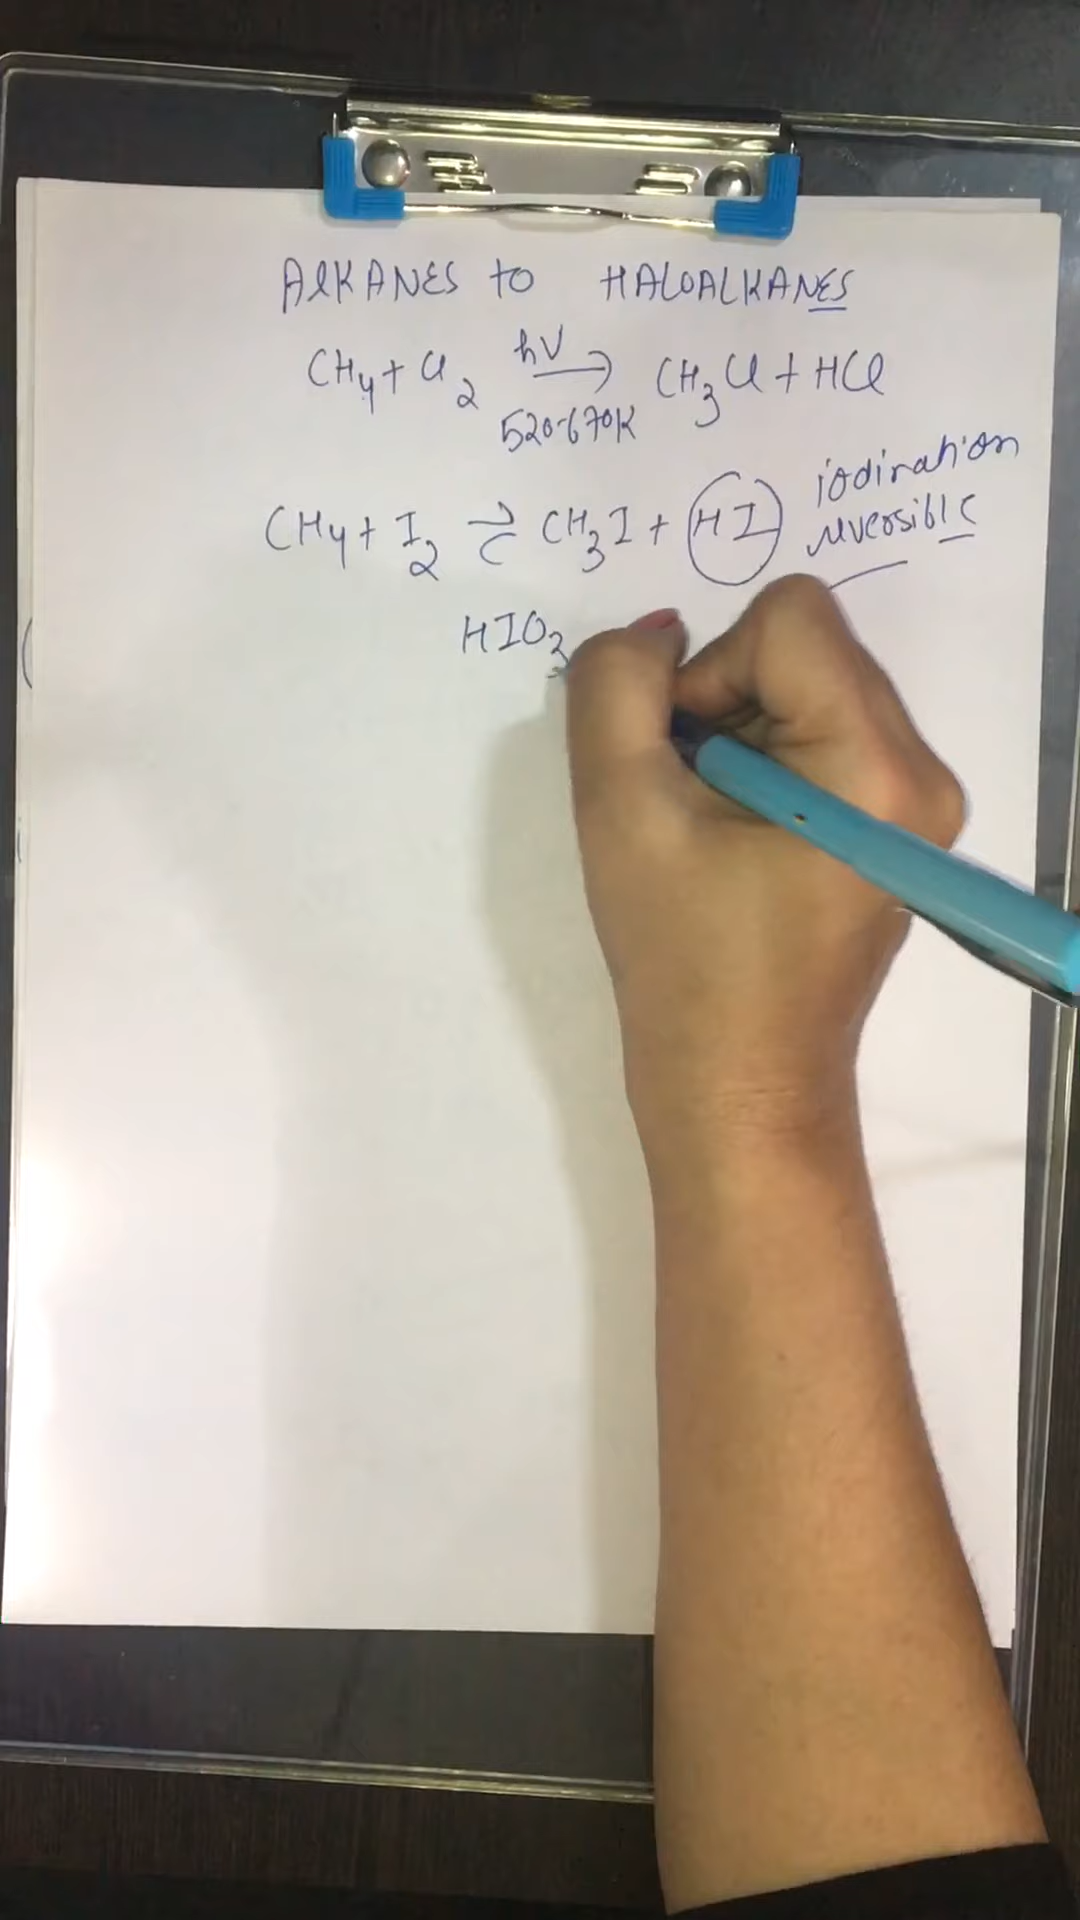 ALKANES to HALOALKANES
CH4 + Cl2 hν → CH3Cl + HCl
520-670K
CH4 + I2 ⇌ CH3I + HI iodination
reversible
HIO3